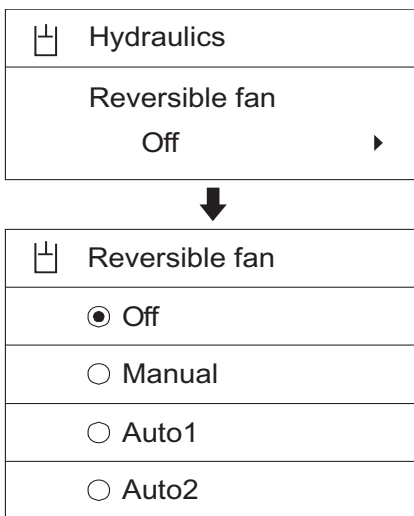 Hydraulics
Reversible fan
Off
Reversible fan
Off
Manual
Auto1
Auto2